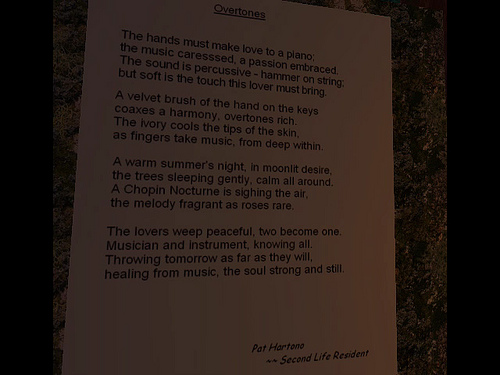 Overtones
The hands must make love to a piano;
the music caresssed, a passion embraced.
The sound is percussive - hammer on string;
but soft is the touch this lover must bring.
A velvet brush of the hand on the keys
coaxes a harmony, overtones rich.
The ivory cools the tips of the skin,
as fingers take music, from deep within.
A warm summer's night, in moonlit desire,
the trees sleeping gently, calm all around.
A Chopin Nocturne is sighing the air,
the melody fragrant as roses rare.
The lovers weep peaceful, two become one.
Musician and instrument, knowing all.
Throwing tomorrow as far as they will,
healing from music, the soul strong and still.
Pat Hartono
~~ Second Life Resident